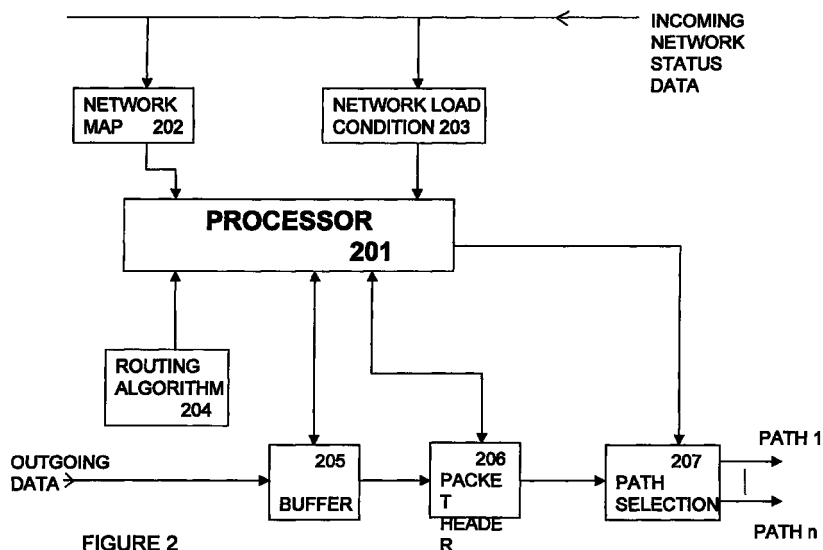 INCOMING
NETWORK
STATUS
DATA
NETWORK
MAP 202
NETWORK LOAD
CONDITION 203
PROCESSOR
201
ROUTING
ALGORITHM
204
OUTGOING
DATA
205
BUFFER
206
PACKE
T
HEADE
R
207
PATH
SELECTION
PATH 1
PATH n
FIGURE 2